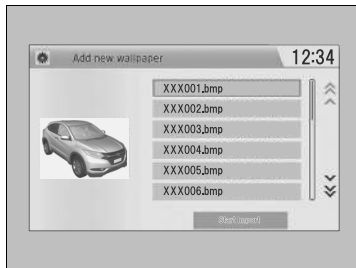 Add new wallpaper
12:34
XXX001.bmp
XXX002.bmp
XXX003.bmp
XXX004.bmp
XXX005.bmp
XXX006.bmp
Start Import